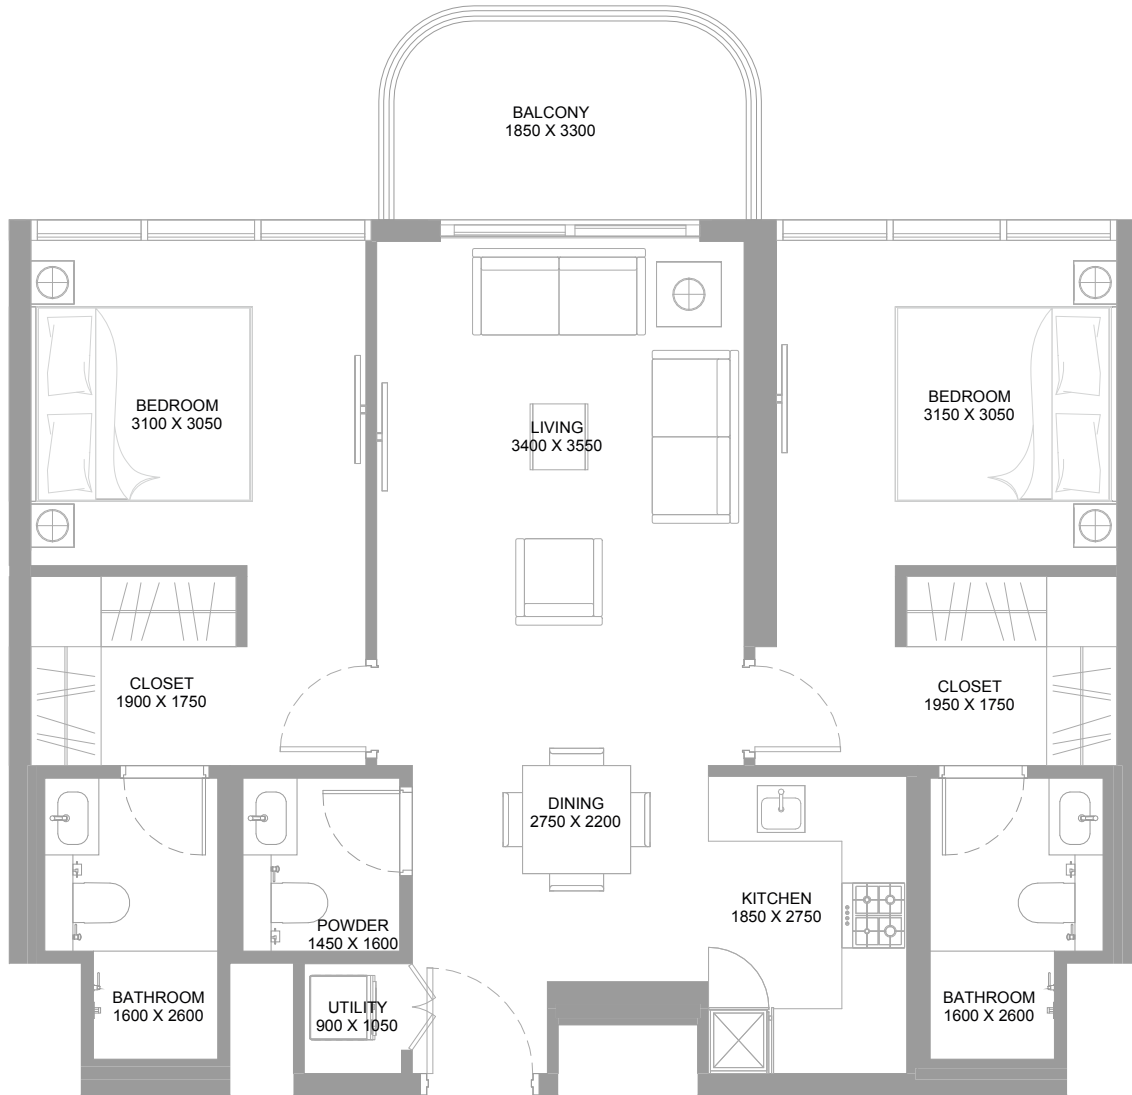 BALCONY
1850 X 3300
BEDROOM
3100 X 3050
LIVING
3400 X 3550
BEDROOM
3150 X 3050
CLOSET
1900 X 1750
CLOSET
1950 X 1750
DINING
2750 X 2200
KITCHEN
1850 X 2750
POWDER
1450 X 1600
BATHROOM
1600 X 2600
UTILITY
900 X 1050
BATHROOM
1600 X 2600